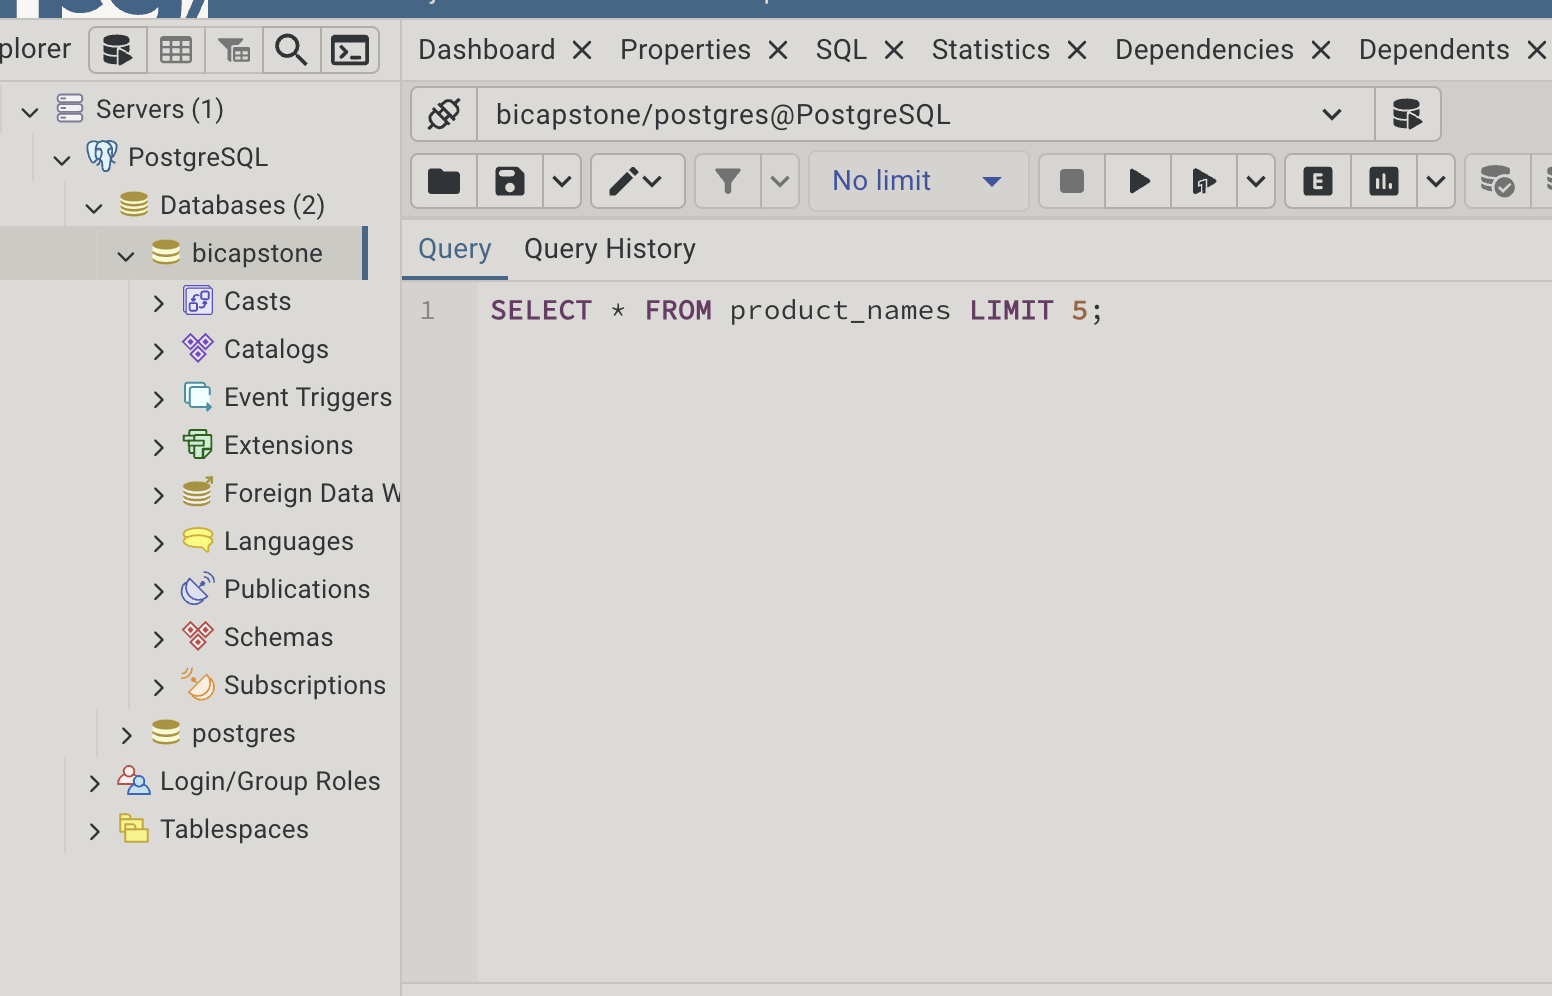 plorer
Dashboard Properties SQL Statistics Dependencies Dependents
Servers (1)
PostgreSQL
Databases (2)
bicapstone
Casts
Catalogs
Event Triggers
Extensions
Foreign Data W
Languages
Publications
Schemas
Subscriptions
postgres
Login/Group Roles
Tablespaces
bicapstone/postgres@PostgreSQL
No limit
E
Query Query History
1 SELECT * FROM product_names LIMIT 5;